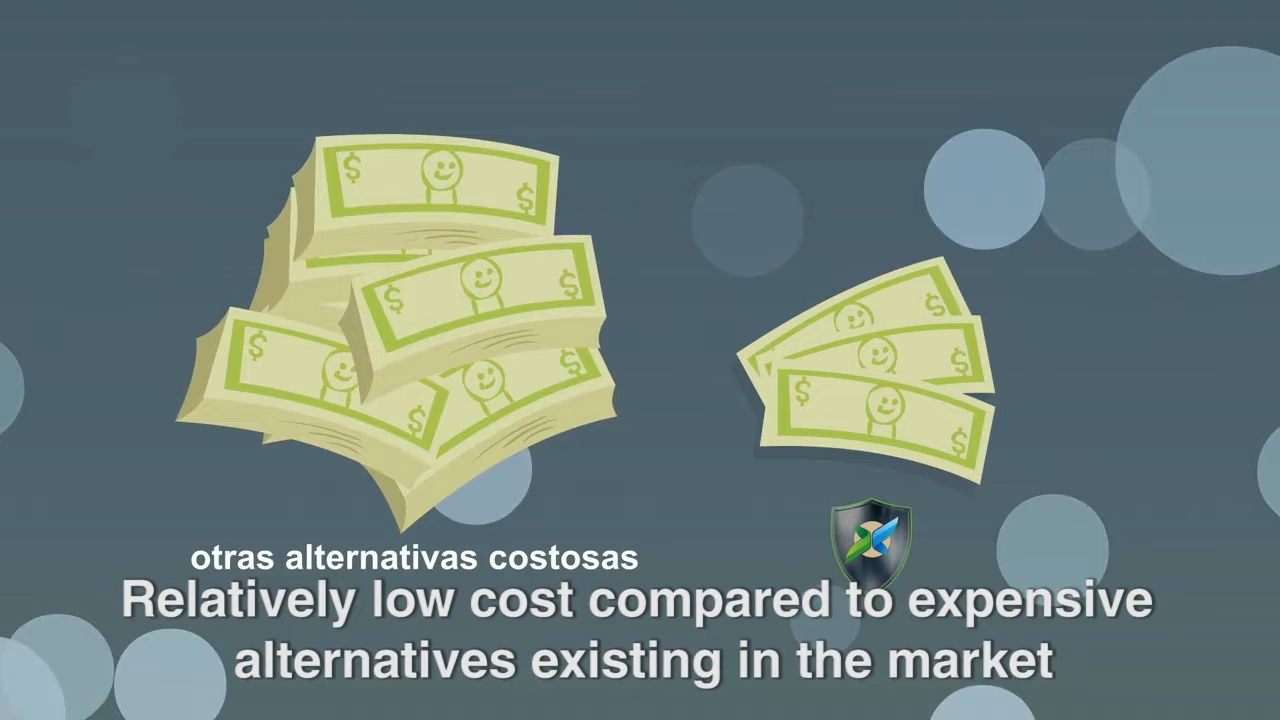 $ $
$ $
$ $
$
$
$
$
$ $
otras alternativas costosas
Relatively low cost compared to expensive
alternatives existing in the market